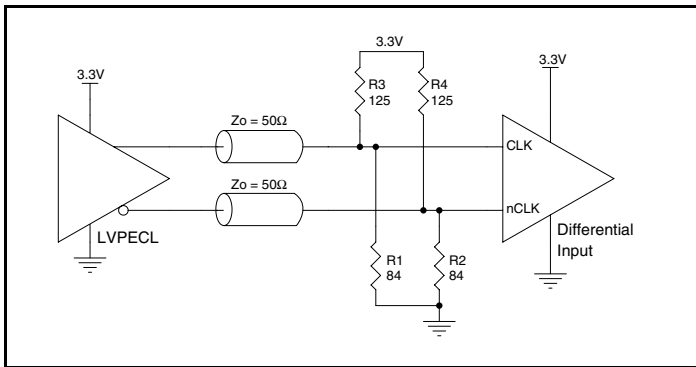 3.3V
3.3V
3.3V
R3
125
R4
125
Zo = 50Ω
CLK
Zo = 50Ω
nCLK
LVPECL
Differential
Input
R1
84
R2
84